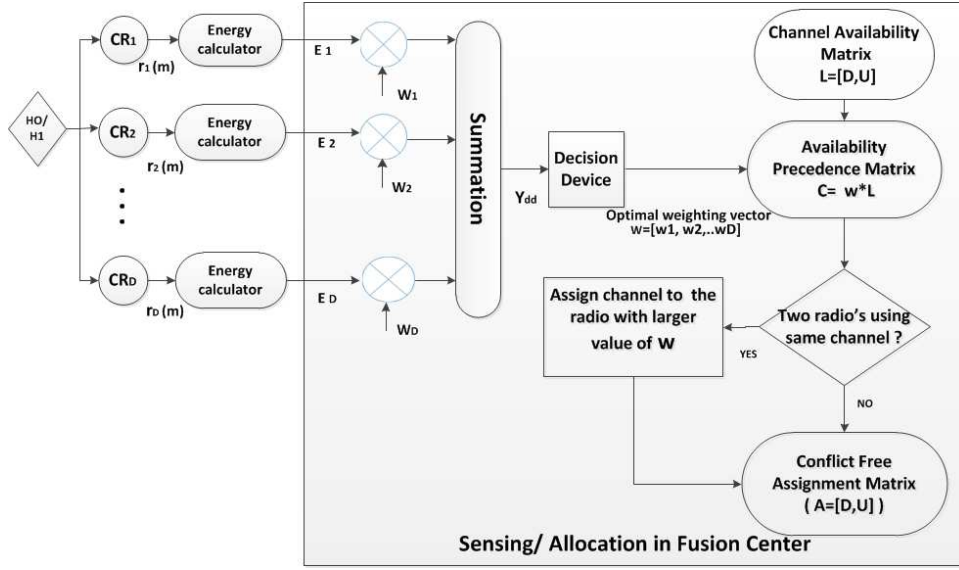 HO/
H1
CR1
r1 (m)
Energy
calculator
E 1
W1
CR2
r2 (m)
Energy
calculator
E 2
W2
CRD
rD (m)
Energy
calculator
E D
WD
Summation
Ydd
Decision
Device
Optimal weighting vector
w=[w1, w2,..wD]
Channel Availability
Matrix
L=[D,U]
Availability
Precedence Matrix
C= w*L
Two radio's using
same channel ?
YES
NO
Assign channel to the
radio with larger
value of w
Conflict Free
Assignment Matrix
( A=[D,U] )
Sensing/ Allocation in Fusion Center